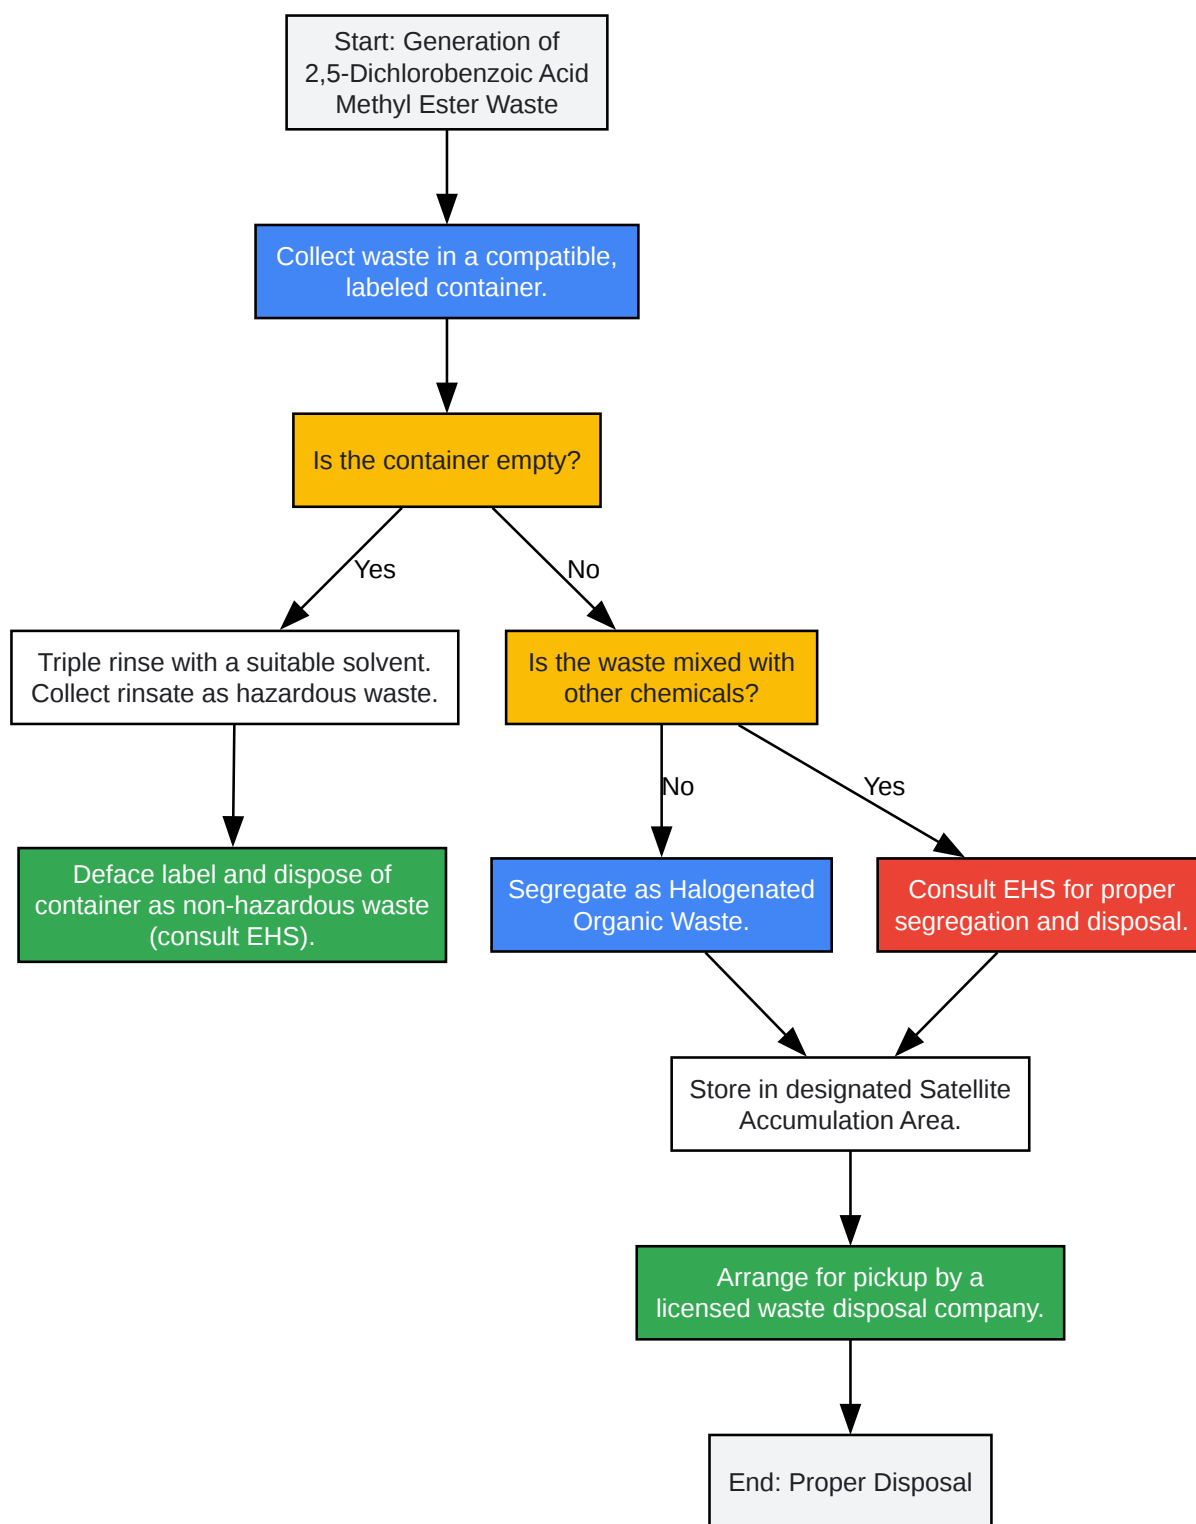 Start: Generation of
2,5-Dichlorobenzoic Acid
Methyl Ester Waste
Collect waste in a compatible,
labeled container.
Is the container empty?
Yes
No
Triple rinse with a suitable solvent.
Collect rinsate as hazardous waste.
Is the waste mixed with
other chemicals?
No
Yes
Deface label and dispose of
container as non-hazardous waste
(consult EHS).
Segregate as Halogenated
Organic Waste.
Consult EHS for proper
segregation and disposal.
Store in designated Satellite
Accumulation Area.
Arrange for pickup by a
licensed waste disposal company.
End: Proper Disposal